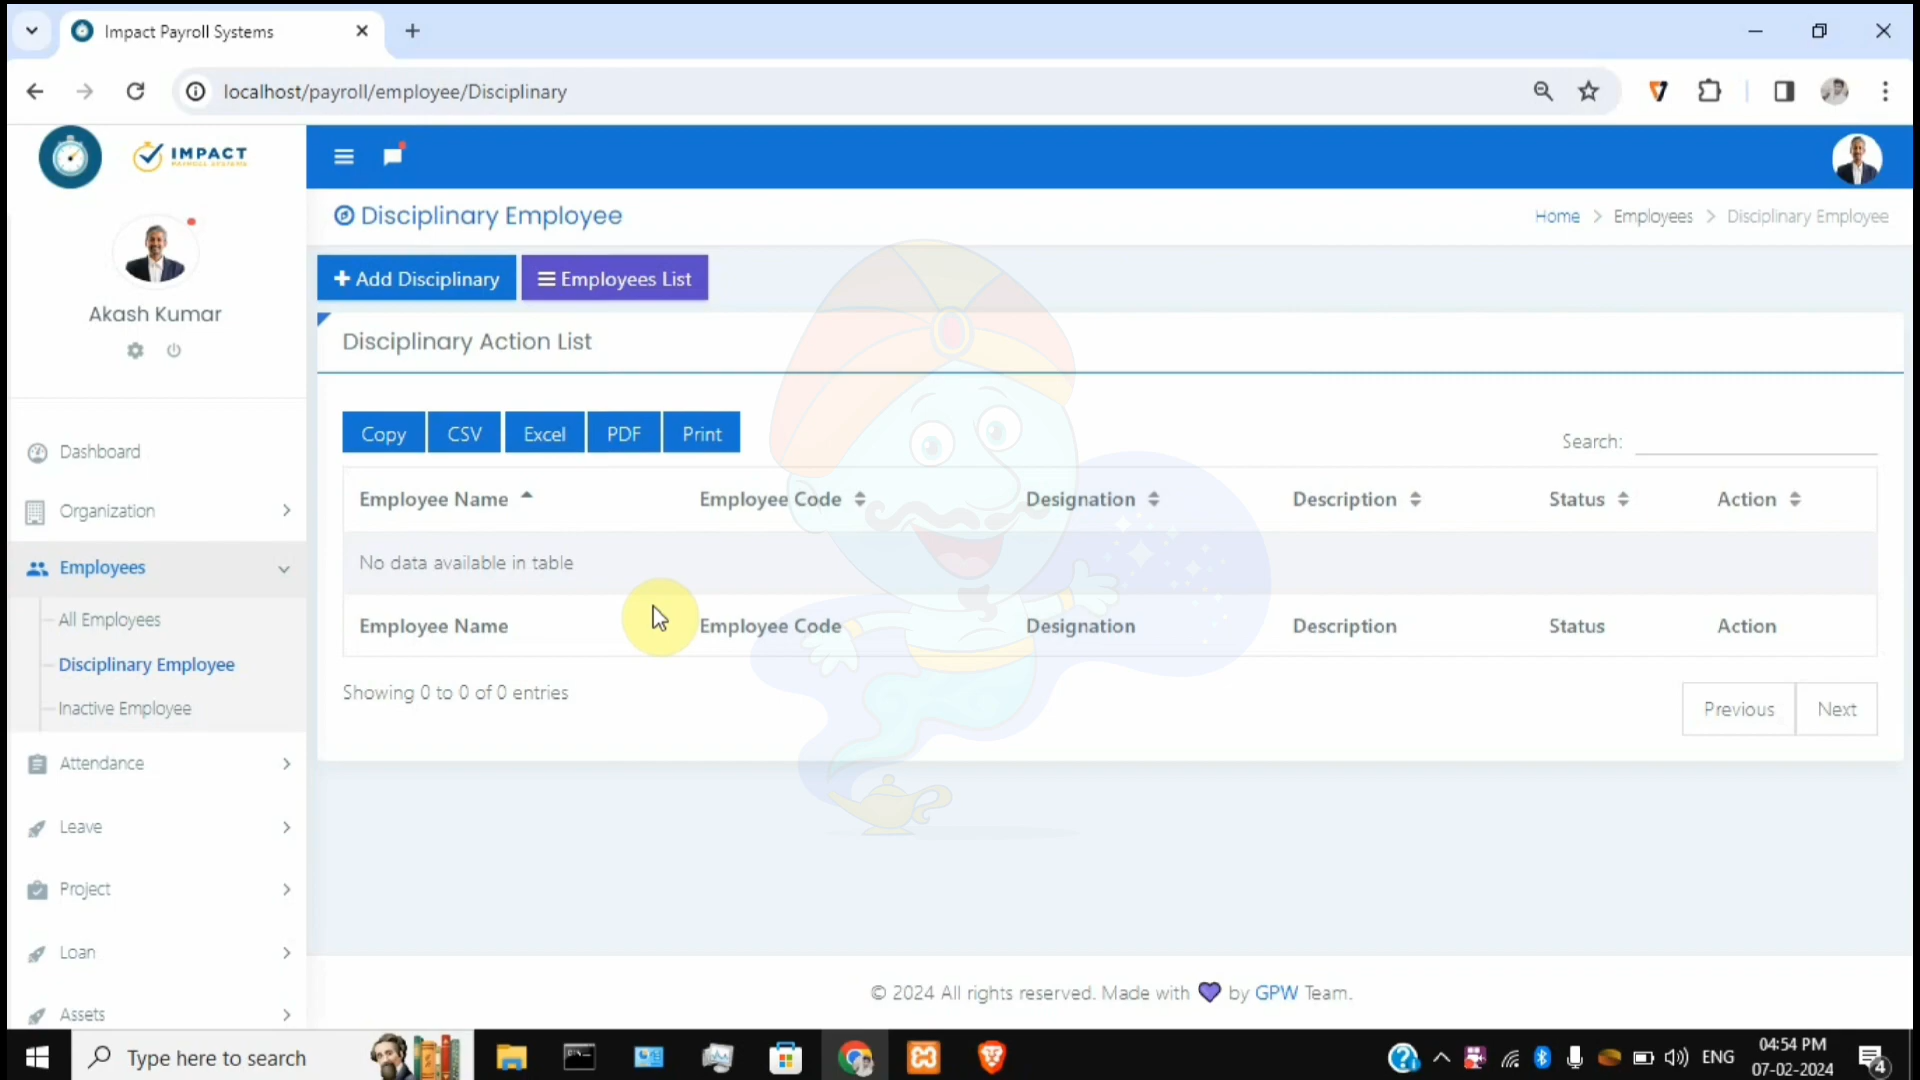 Impact Payroll Systems
localhost/payroll/employee/Disciplinary
IMPACT
PAYROLL SYSTEMS
Disciplinary Employee
Home > Employees > Disciplinary Employee
+ Add Disciplinary
Employees List
Akash Kumar
Disciplinary Action List
Copy
CSV
Excel
PDF
Print
Search:
Employee Name
Employee Code
Designation
Description
Status
Action
No data available in table
Employee Name
Employee Code
Designation
Description
Status
Action
Showing 0 to 0 of 0 entries
Previous
Next
Dashboard
Organization
Employees
All Employees
Disciplinary Employee
Inactive Employee
Attendance
Leave
Project
Loan
Assets
© 2024 All rights reserved. Made with 💜 by GPW Team.
Type here to search
ENG
04:54 PM
07-02-2024
4